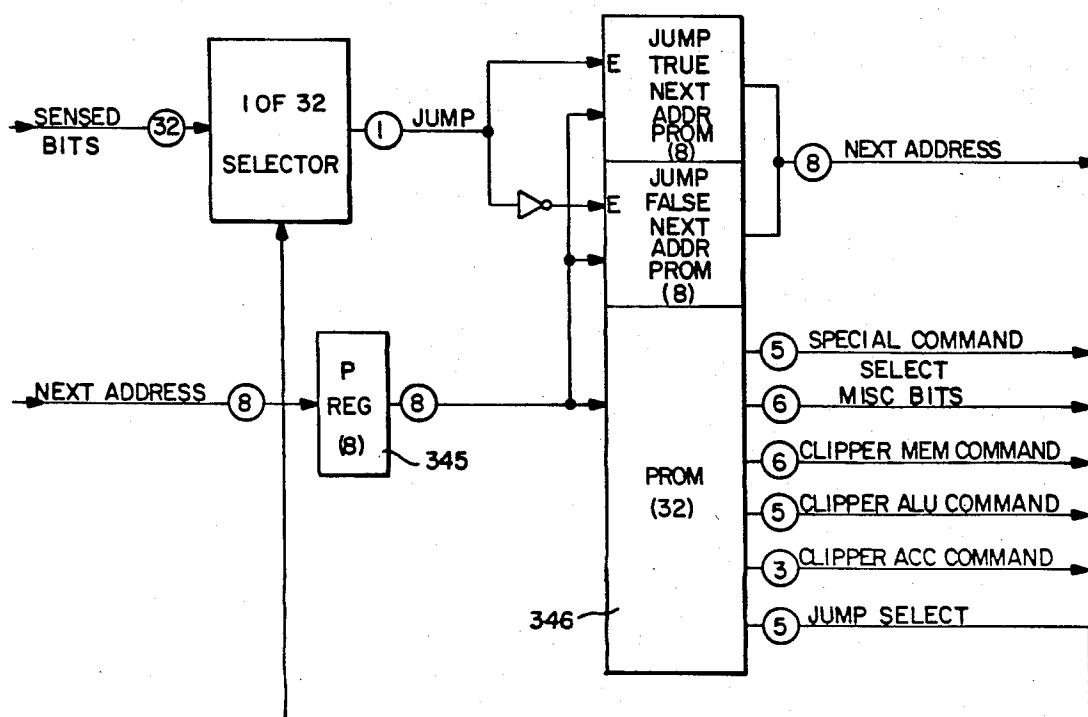 SENSED
BITS
32
1 OF 32
SELECTOR
1
JUMP
E
JUMP
TRUE
NEXT
ADDR
PROM
(8)
E
JUMP
FALSE
NEXT
ADDR
PROM
(8)
8
NEXT ADDRESS
NEXT ADDRESS
8
P
REG
(8)
8
345
PROM
(32)
346
5
SPECIAL COMMAND
SELECT
6
MISC BITS
6
CLIPPER MEM COMMAND
5
CLIPPER ALU COMMAND
3
CLIPPER ACC COMMAND
5
JUMP SELECT